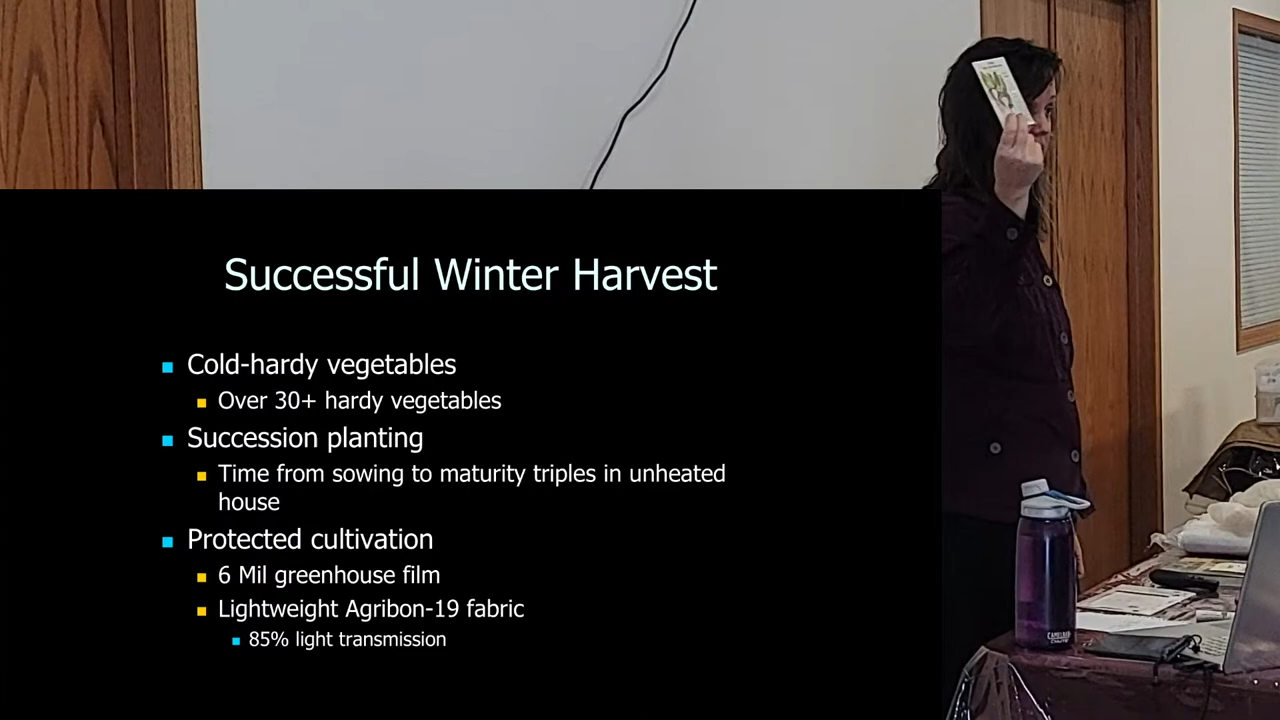 Successful Winter Harvest
Cold-hardy vegetables
Over 30+ hardy vegetables
Succession planting
Time from sowing to maturity triples in unheated
house
Protected cultivation
6 Mil greenhouse film
Lightweight Agribon-19 fabric
85% light transmission
CAMELBAK